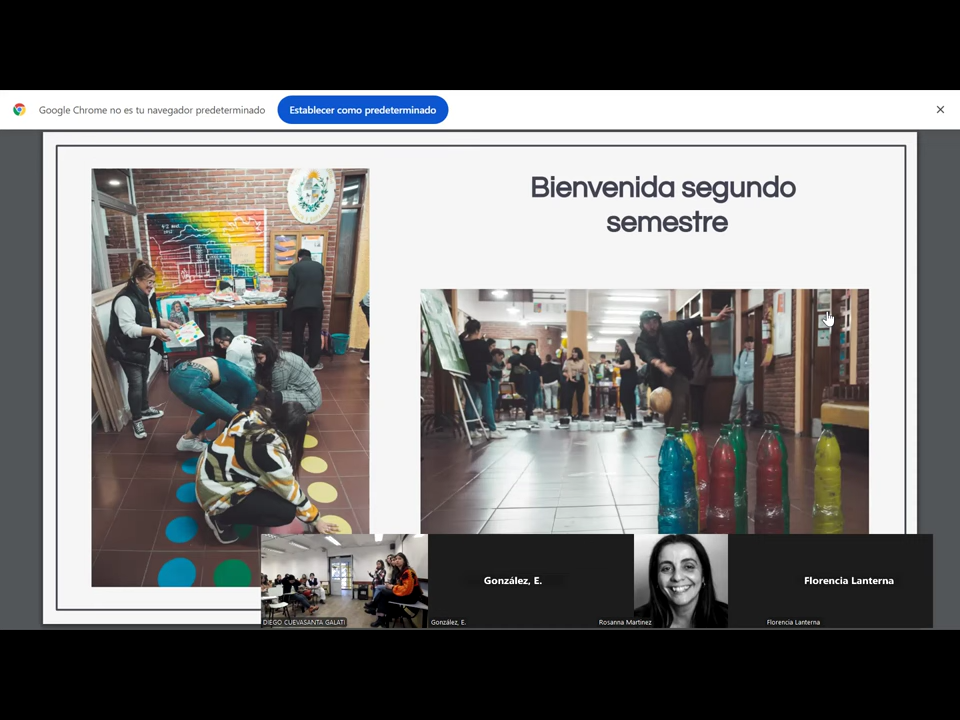 Google Chrome no es tu navegador predeterminado
Establecer como predeterminado
Bienvenida segundo
semestre
González, E.
Florencia Lanterna
DIEGO CUEVASANTA GALATI
González, E.
Rosanna Martinez
Florencia Lanterna